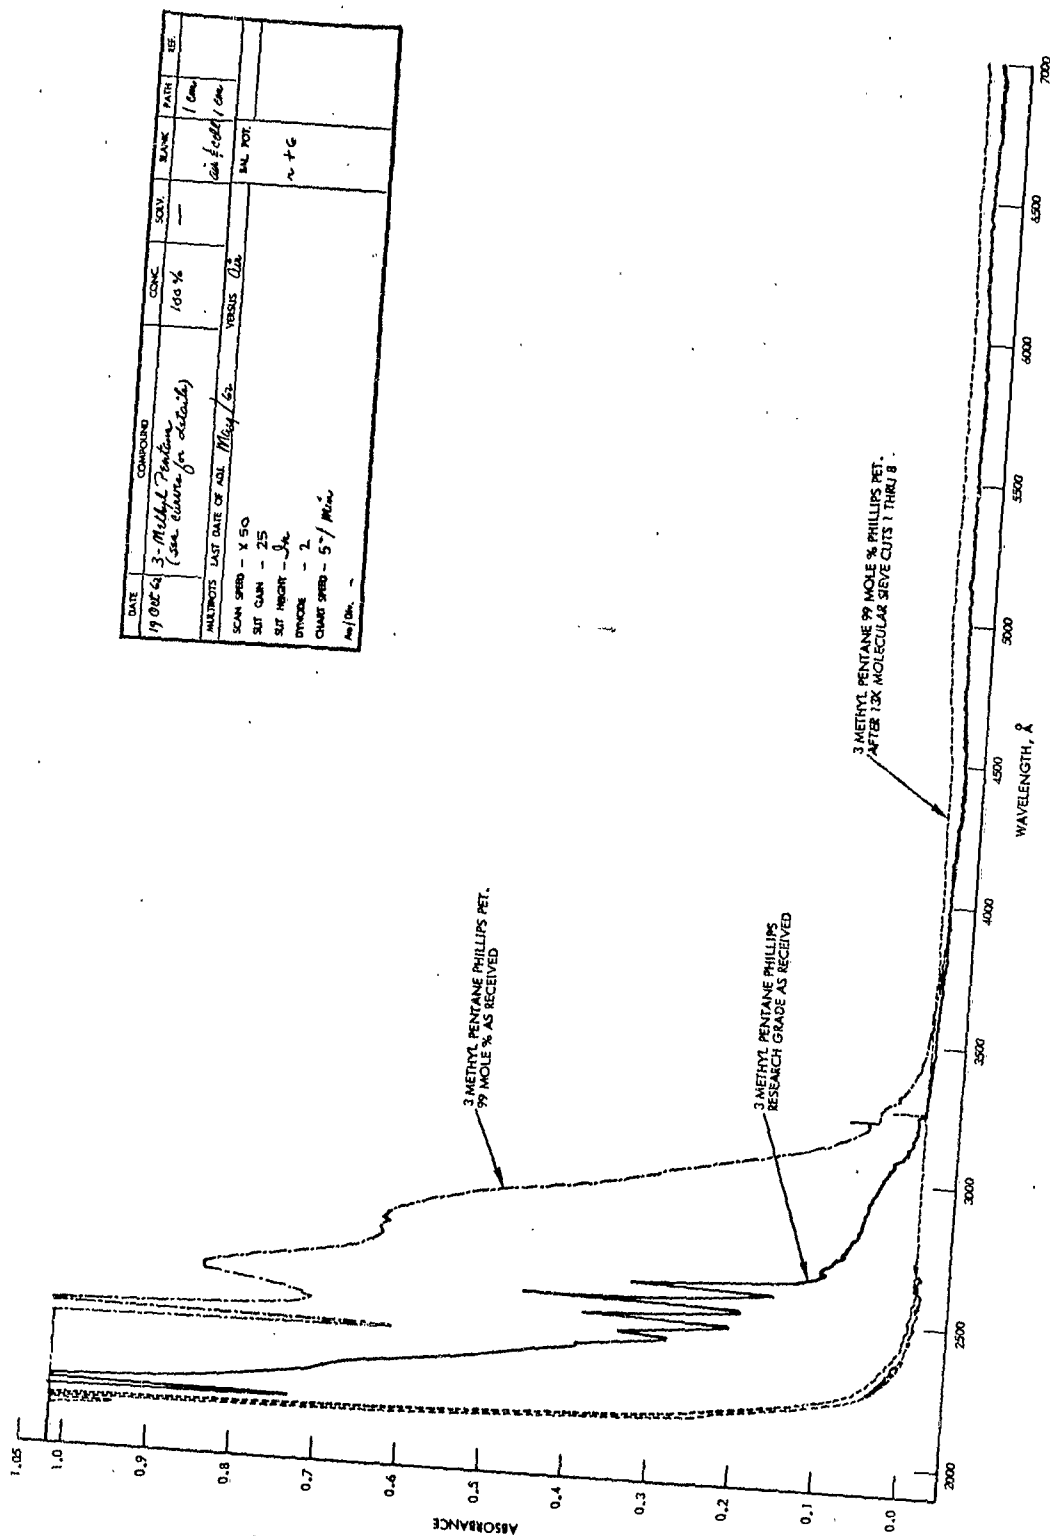 DATE COMPOUND CONC. SOLV. BLANK PATH REF.
19 Oct 62 3-Methyl Pentane 100% — air & cell 1 cm
(see curves for details) 1 cm
MULTIPOTS LAST DATE OF ADJ. May/62 VERSUS Air BAL. POT.
SCAN SPEED - X 50 ~ +6
SLIT GAIN - 25
SLIT HEIGHT -
DYNODE - 2
CHART SPEED - 5"/Min
3 METHYL PENTANE PHILLIPS PET.
99 MOLE % AS RECEIVED
3 METHYL PENTANE PHILLIPS
RESEARCH GRADE AS RECEIVED
3 METHYL PENTANE 99 MOLE % PHILLIPS PET.
AFTER 13X MOLECULAR SIEVE CUTS 1 THRU 8
ABSORBANCE
1.05
1.0
0.9
0.8
0.7
0.6
0.5
0.4
0.3
0.2
0.1
0.0
2000 2500 3000 3500 4000 4500 5000 5500 6000 6500 7000
WAVELENGTH, Å